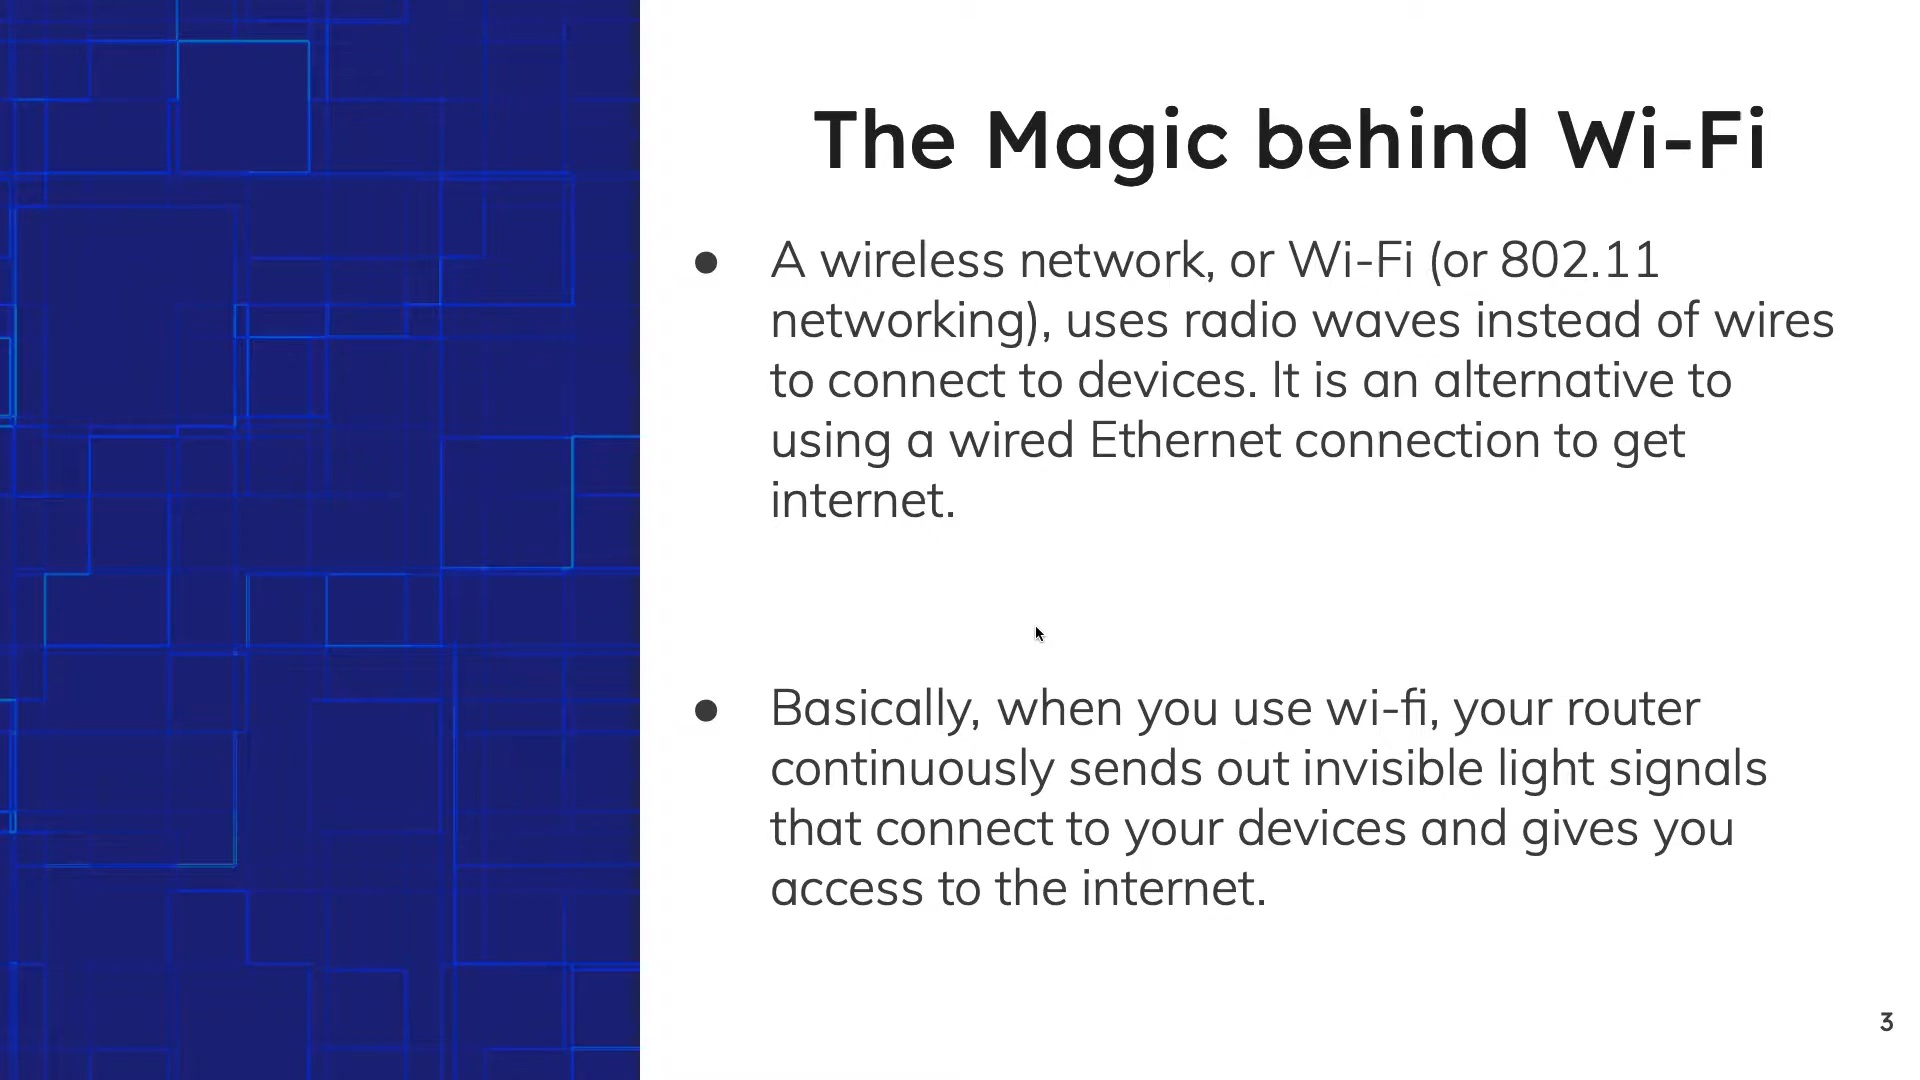 The Magic behind Wi-Fi
● A wireless network, or Wi-Fi (or 802.11
networking), uses radio waves instead of wires
to connect to devices. It is an alternative to
using a wired Ethernet connection to get
internet.
● Basically, when you use wi-fi, your router
continuously sends out invisible light signals
that connect to your devices and gives you
access to the internet.
3